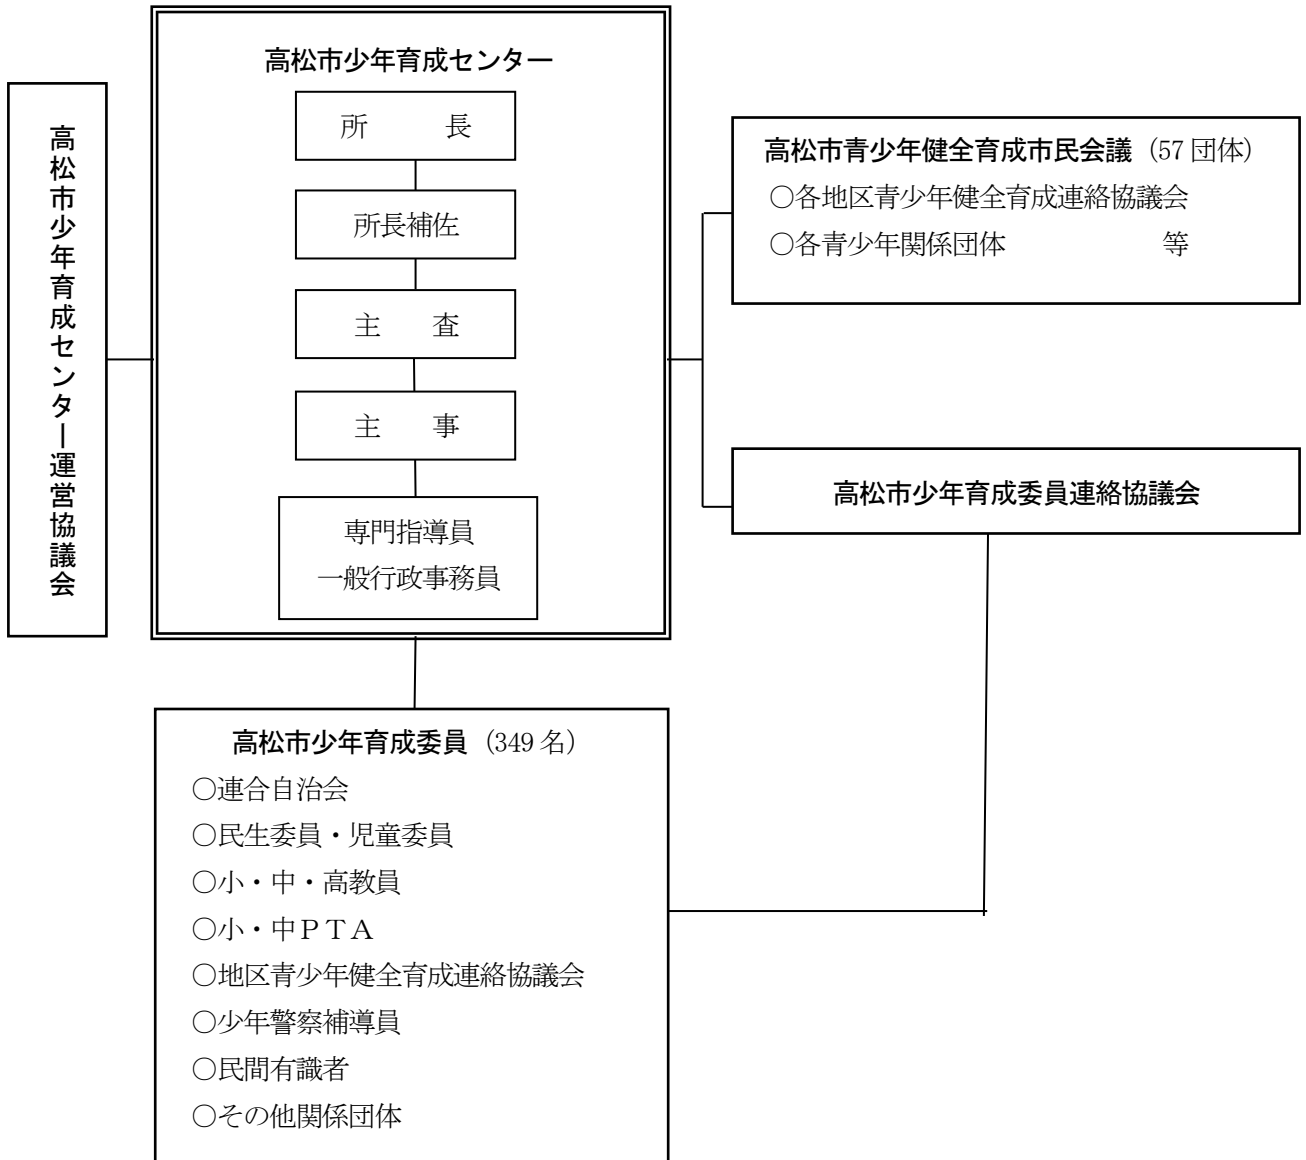 高松市少年育成センター運営協議会
高松市少年育成センター
所　　　長
所長補佐
主　　査
主　　事
専門指導員
一般行政事務員
高松市青少年健全育成市民会議（57団体）
○各地区青少年健全育成連絡協議会
○各青少年関係団体　　　　　　等
高松市少年育成委員連絡協議会
高松市少年育成委員（349名）
○連合自治会
○民生委員・児童委員
○小・中・高教員
○小・中ＰＴＡ
○地区青少年健全育成連絡協議会
○少年警察補導員
○民間有識者
○その他関係団体